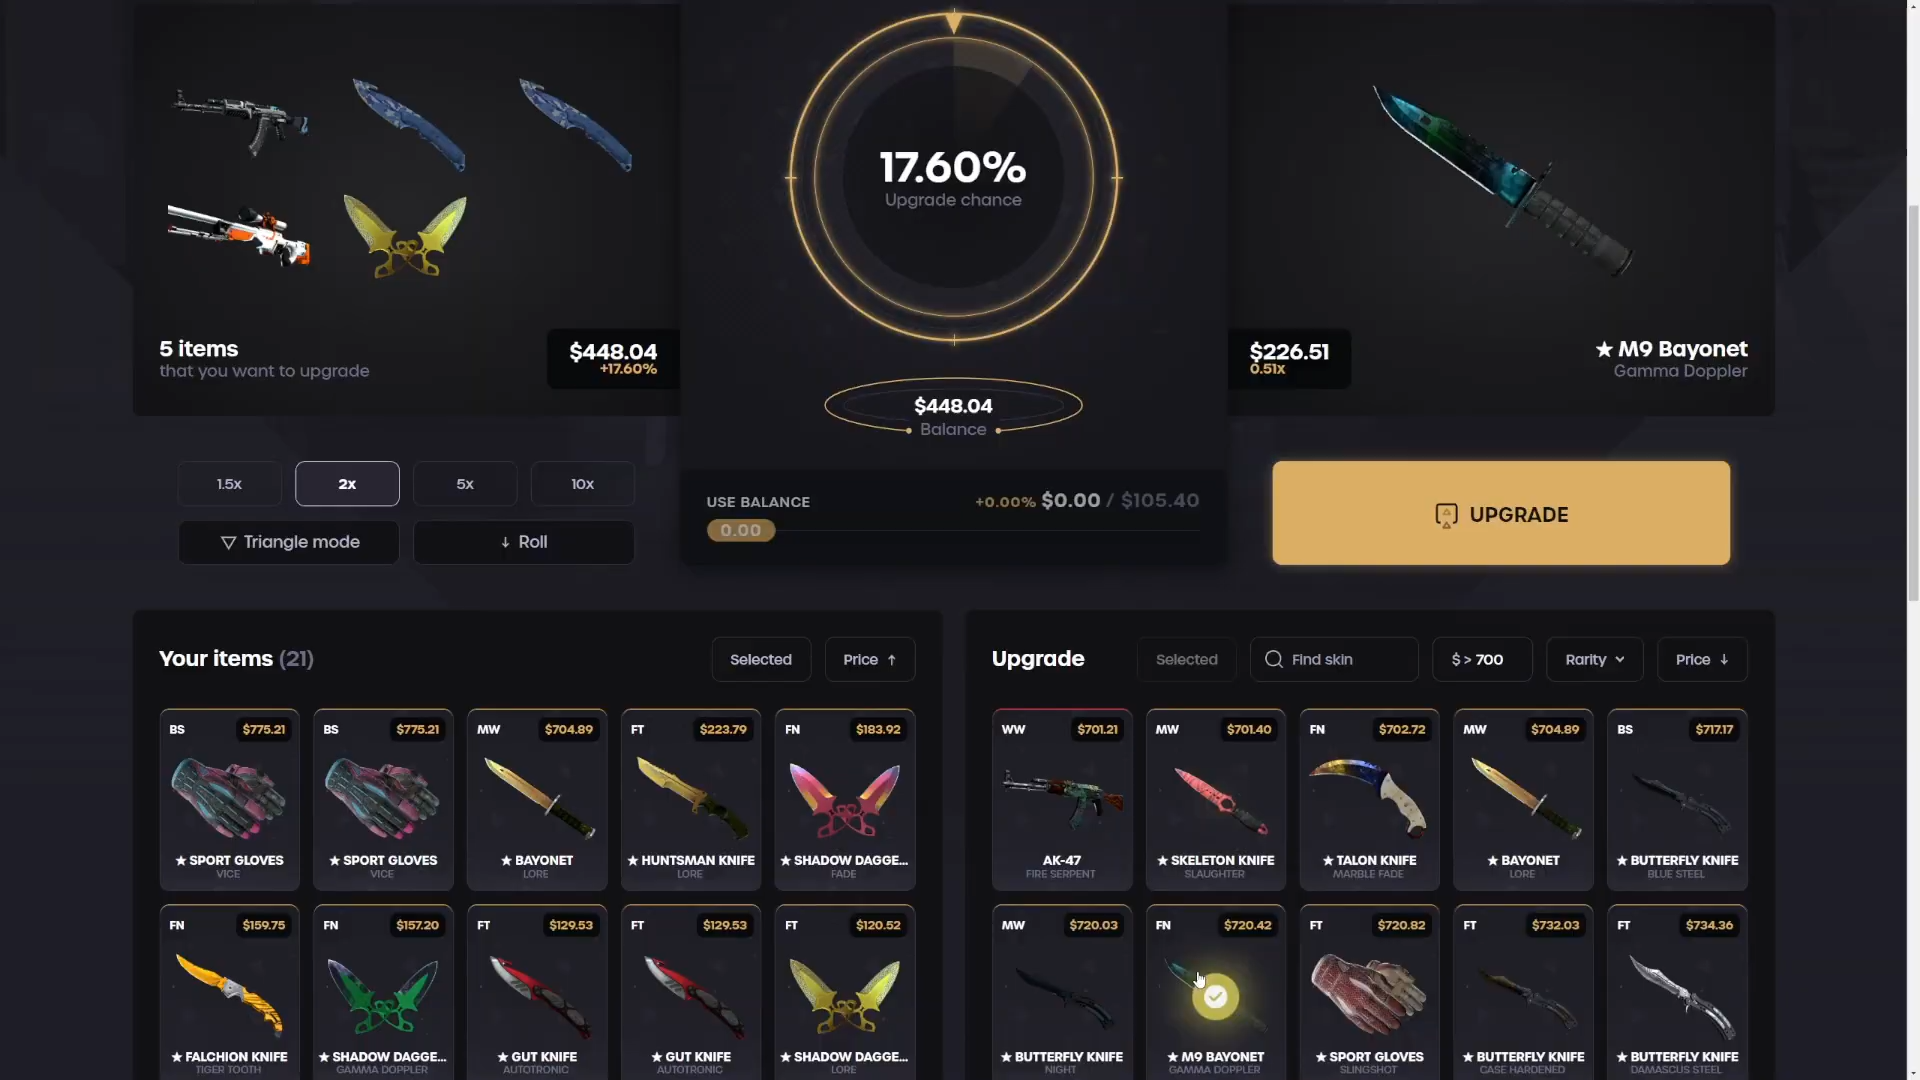 17.60%
Upgrade chance
5 items
that you want to upgrade
$448.04
+17.60%
$226.51
0.51x
★ M9 Bayonet
Gamma Doppler
$448.04
Balance
1.5x
2x
5x
10x
Triangle mode
↓ Roll
USE BALANCE
+0.00% $0.00 / $105.40
0.00
UPGRADE
Your items (21)
Selected
Price ↑
BS
$775.21
★ SPORT GLOVES
VICE
BS
$775.21
★ SPORT GLOVES
VICE
MW
$704.89
★ BAYONET
LORE
FT
$223.79
★ HUNTSMAN KNIFE
LORE
FN
$183.92
★ SHADOW DAGGE...
FADE
FN
$159.75
★ FALCHION KNIFE
TIGER TOOTH
FN
$157.20
★ SHADOW DAGGE...
GAMMA DOPPLER
FT
$129.53
★ GUT KNIFE
AUTOTRONIC
FT
$129.53
★ GUT KNIFE
AUTOTRONIC
FT
$120.52
★ SHADOW DAGGE...
LORE
Upgrade
Selected
Find skin
$ > 700
Rarity
Price ↓
WW
$701.21
AK-47
FIRE SERPENT
MW
$701.40
★ SKELETON KNIFE
SLAUGHTER
FN
$702.72
★ TALON KNIFE
MARBLE FADE
MW
$704.89
★ BAYONET
LORE
BS
$717.17
★ BUTTERFLY KNIFE
BLUE STEEL
MW
$720.03
★ BUTTERFLY KNIFE
NIGHT
FN
$720.42
★ M9 BAYONET
GAMMA DOPPLER
FT
$720.82
★ SPORT GLOVES
SLINGSHOT
FT
$732.03
★ BUTTERFLY KNIFE
CASE HARDENED
FT
$734.36
★ BUTTERFLY KNIFE
DAMASCUS STEEL